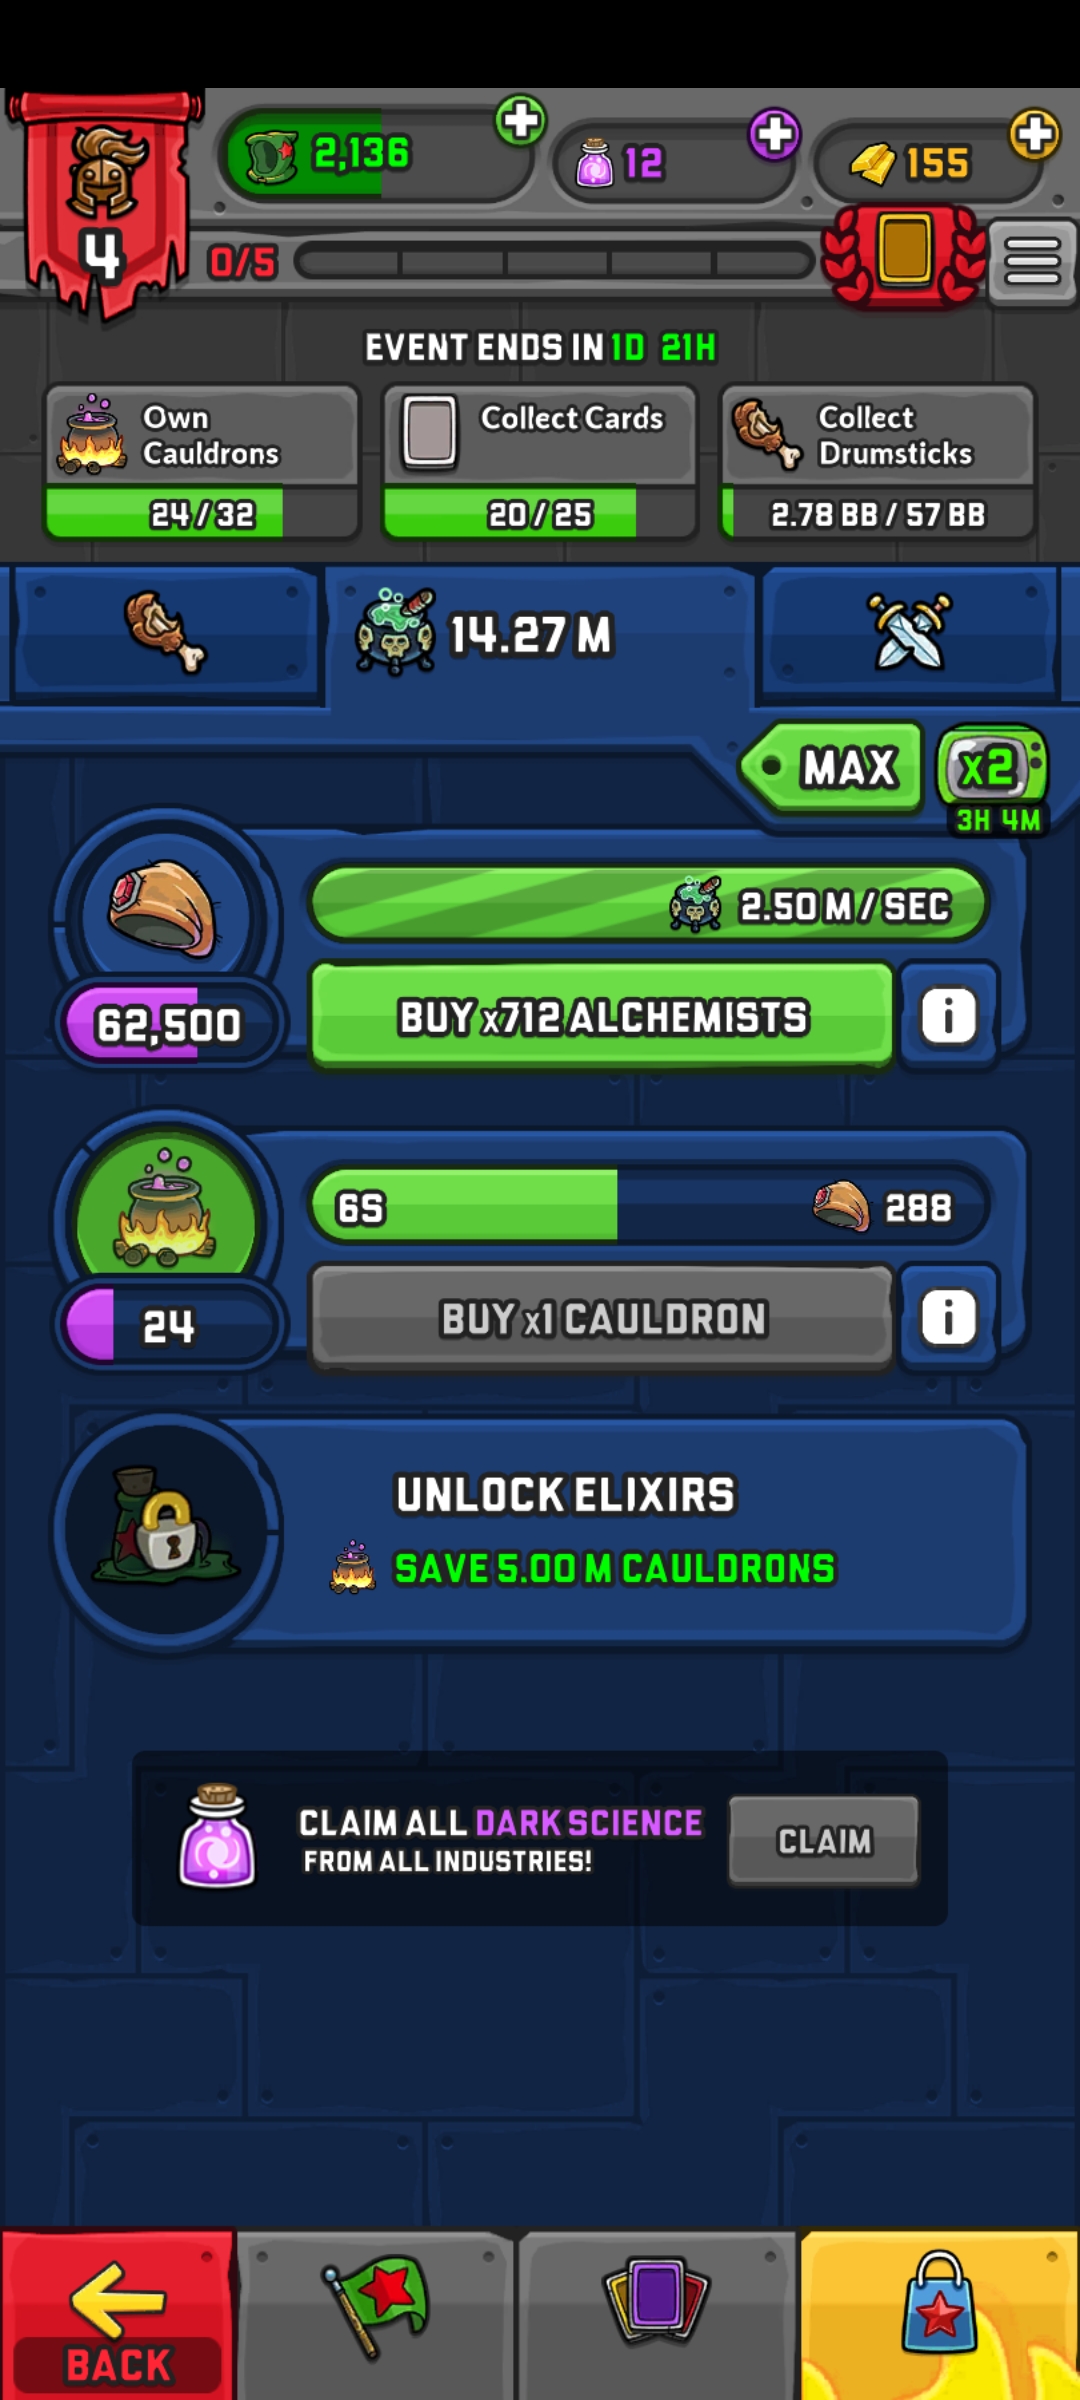 2,136
12
155
4
0/5
EVENT ENDS IN 1D 21H
Own
Cauldrons
24/32
Collect Cards
20/25
Collect
Drumsticks
2.78 BB / 57 BB
14.27 M
MAX
x2
3H 4M
2.50 M / SEC
62,500
BUY x712 ALCHEMISTS
i
6S
288
24
BUY x1 CAULDRON
i
UNLOCK ELIXIRS
SAVE 5.00 M CAULDRONS
CLAIM ALL DARK SCIENCE
FROM ALL INDUSTRIES!
CLAIM
BACK